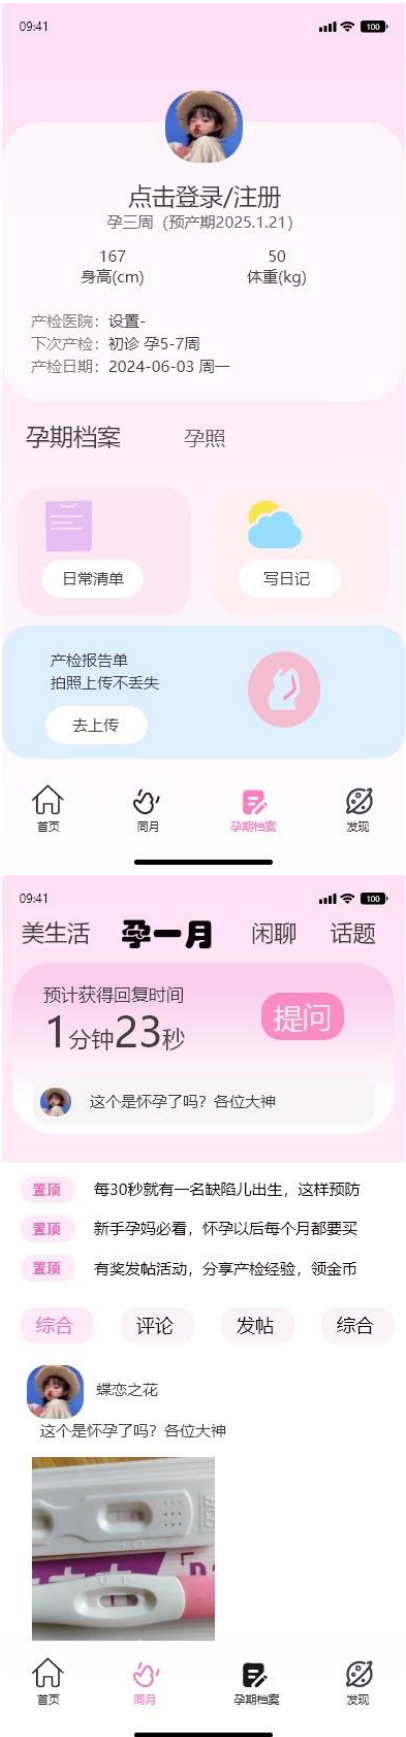 09:41
100
点击登录/注册
孕三周（预产期2025.1.21）
167
50
身高(cm)
体重(kg)
产检医院：设置-
下次产检：初诊 孕5-7周
产检日期：2024-06-03 周一
孕期档案
孕照
日常清单
写日记
产检报告单
拍照上传不丢失
去上传
首页
同月
孕期档案
发现
09:41
100
美生活
孕一月
闲聊
话题
预计获得回复时间
1分钟23秒
提问
这个是怀孕了吗？各位大神
置顶 每30秒就有一名缺陷儿出生，这样预防
置顶 新手孕妈必看，怀孕以后每个月都要买
置顶 有奖发帖活动，分享产检经验，领金币
综合
评论
发帖
综合
蝶恋之花
这个是怀孕了吗？各位大神
首页
同月
孕期档案
发现